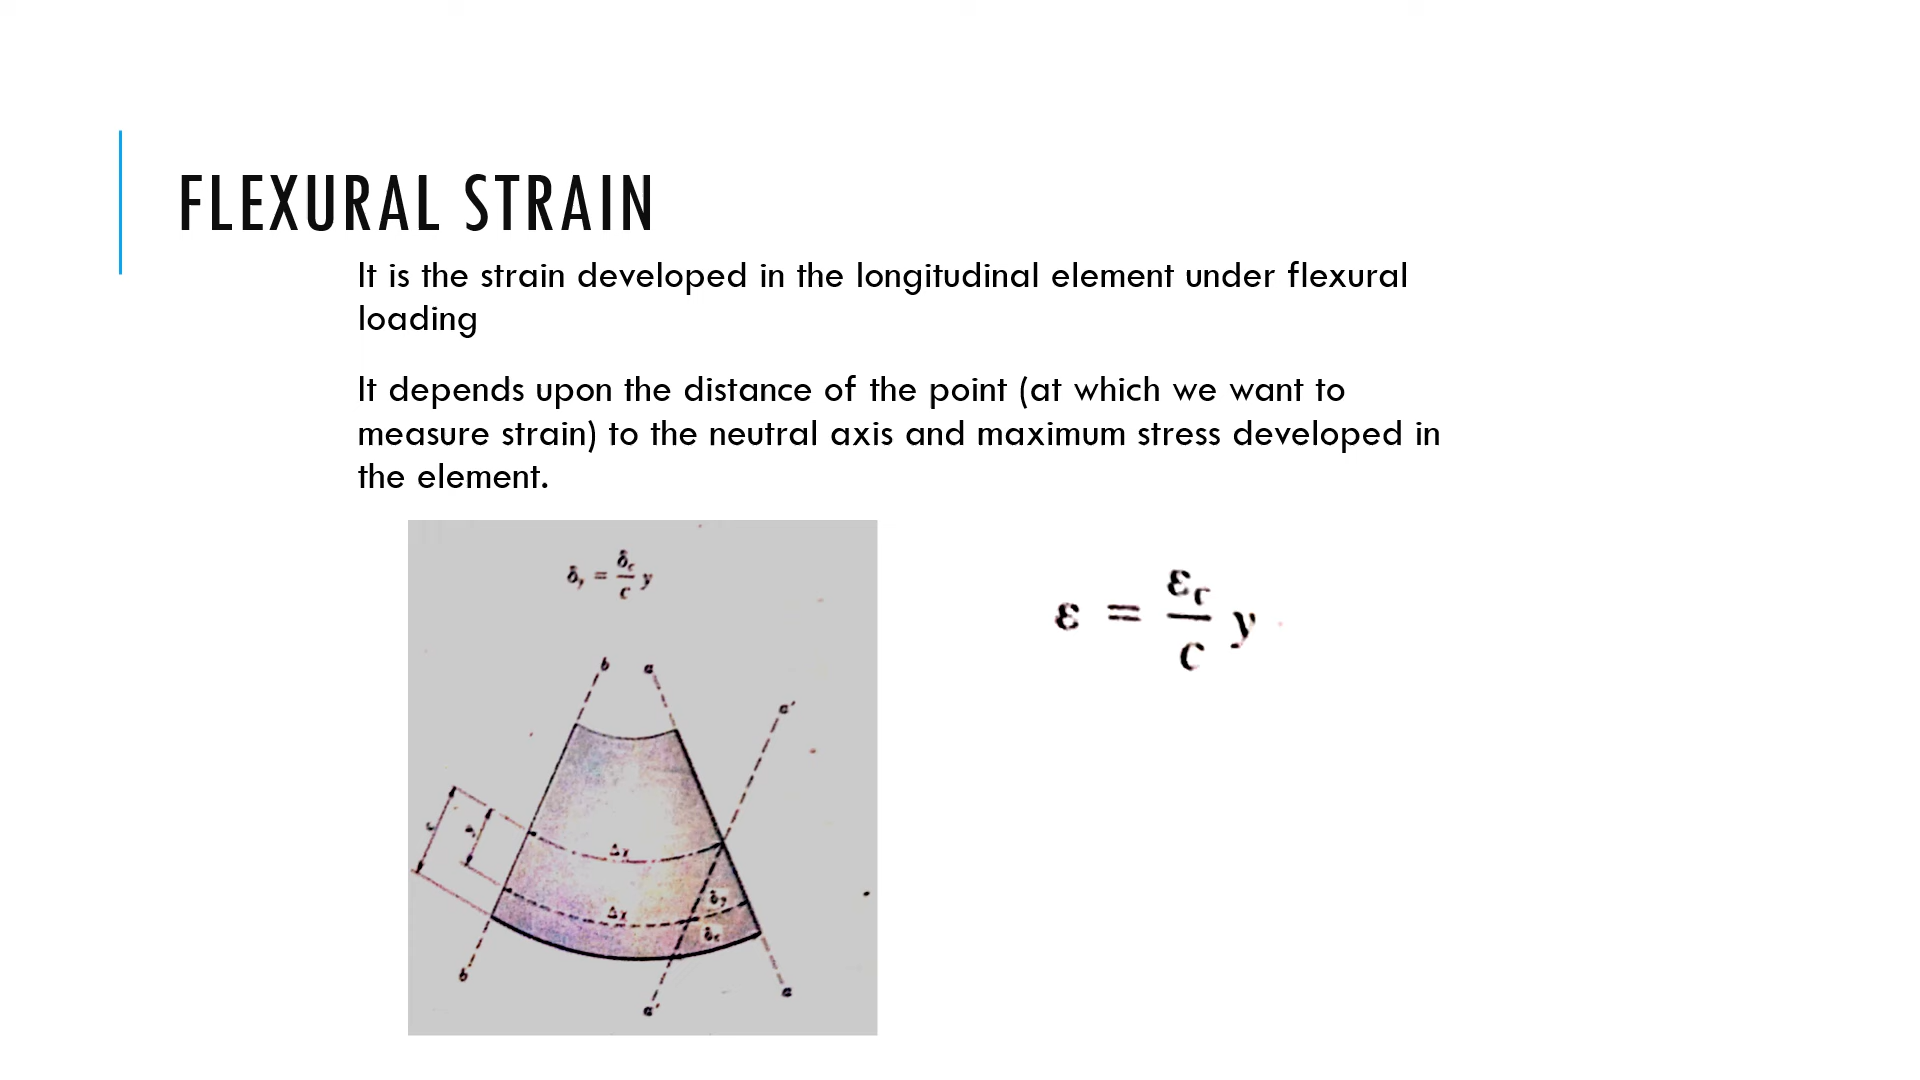 FLEXURAL STRAIN
It is the strain developed in the longitudinal element under flexural
loading
It depends upon the distance of the point (at which we want to
measure strain) to the neutral axis and maximum stress developed in
the element.
δy = δc/c y
ε = εc/c y
b a
a'
c y
Δx
Δx δy
δc
b
a
a'